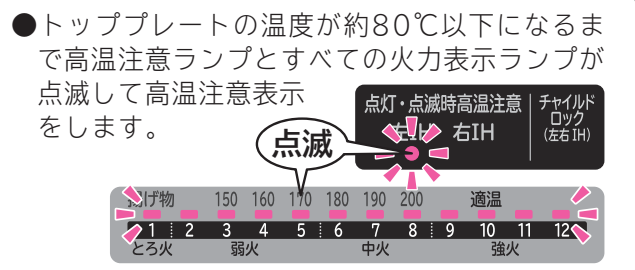 ●トッププレートの温度が約80℃以下になるま
で高温注意ランプとすべての火力表示ランプが
点滅して高温注意表示
をします。
点灯・点滅時高温注意
左IH 右IH
チャイルド
ロック
(左右IH)
点滅
揚げ物 150 160 170 180 190 200 適温
1 2 3 4 5 6 7 8 9 10 11 12
とろ火 弱火 中火 強火